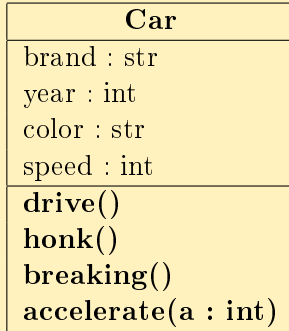 Car
brand : str
year : int
color : str
speed : int
drive()
honk()
breaking()
accelerate(a : int)